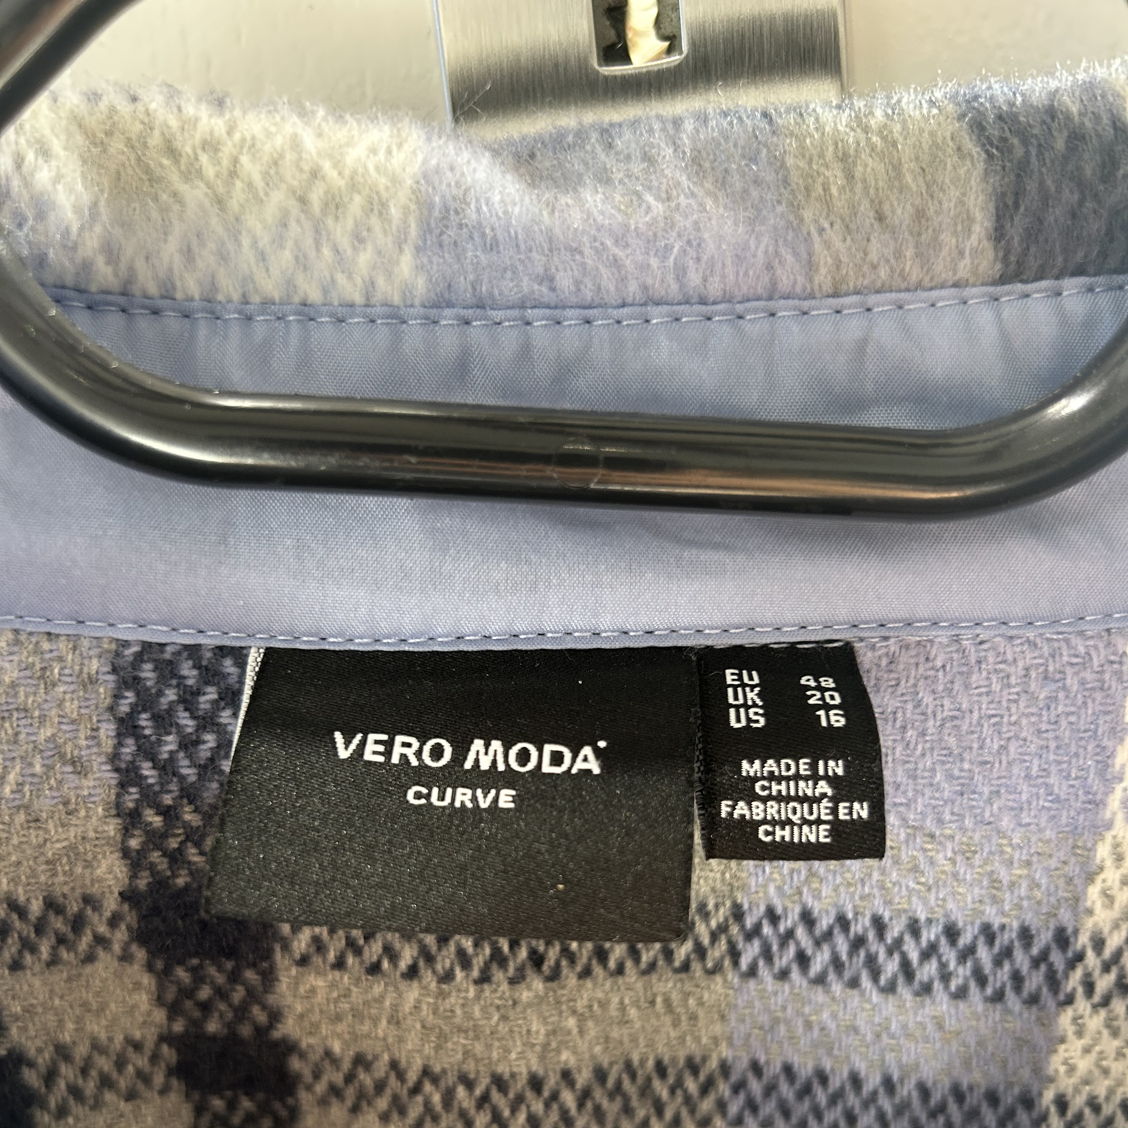 VERO MODA
CURVE
EU 48
UK 20
US 16
MADE IN
CHINA
FABRIQUÉ EN
CHINE